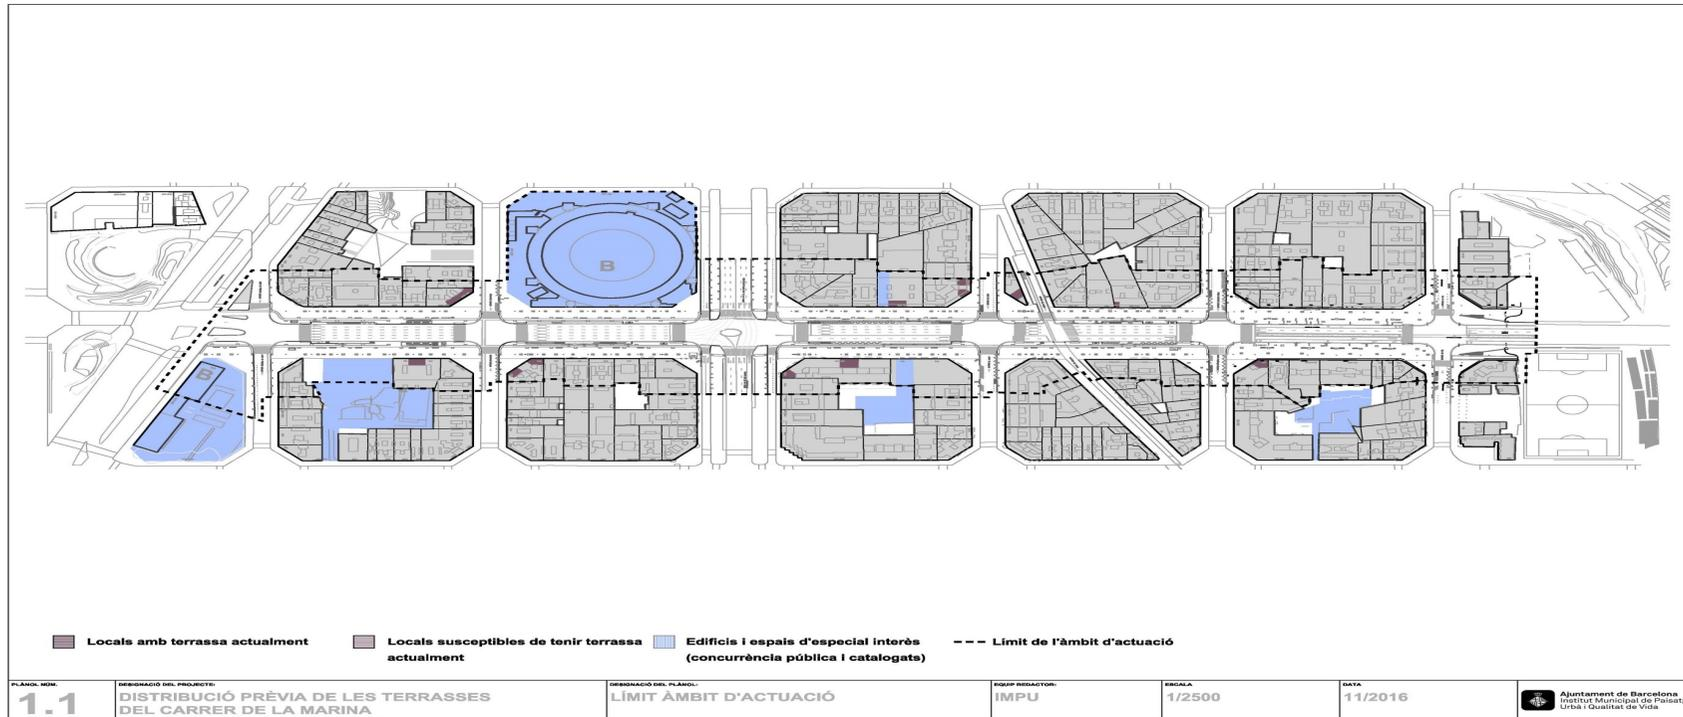 B
B
Locals amb terrassa actualment
Locals susceptibles de tenir terrassa
actualment
Edificis i espais d'especial interès
(concurrència pública i catalogats)
Límit de l'àmbit d'actuació
PLÀNOL NÚM.
1.1
DESIGNACIÓ DEL PROJECTE:
DISTRIBUCIÓ PRÈVIA DE LES TERRASSES
DEL CARRER DE LA MARINA
DESIGNACIÓ DEL PLÀNOL:
LÍMIT ÀMBIT D'ACTUACIÓ
EQUIP REDACTOR:
IMPU
ESCALA
1/2500
DATA
11/2016
Ajuntament de Barcelona
Institut Municipal de Paisat
Urbà i Qualitat de Vida